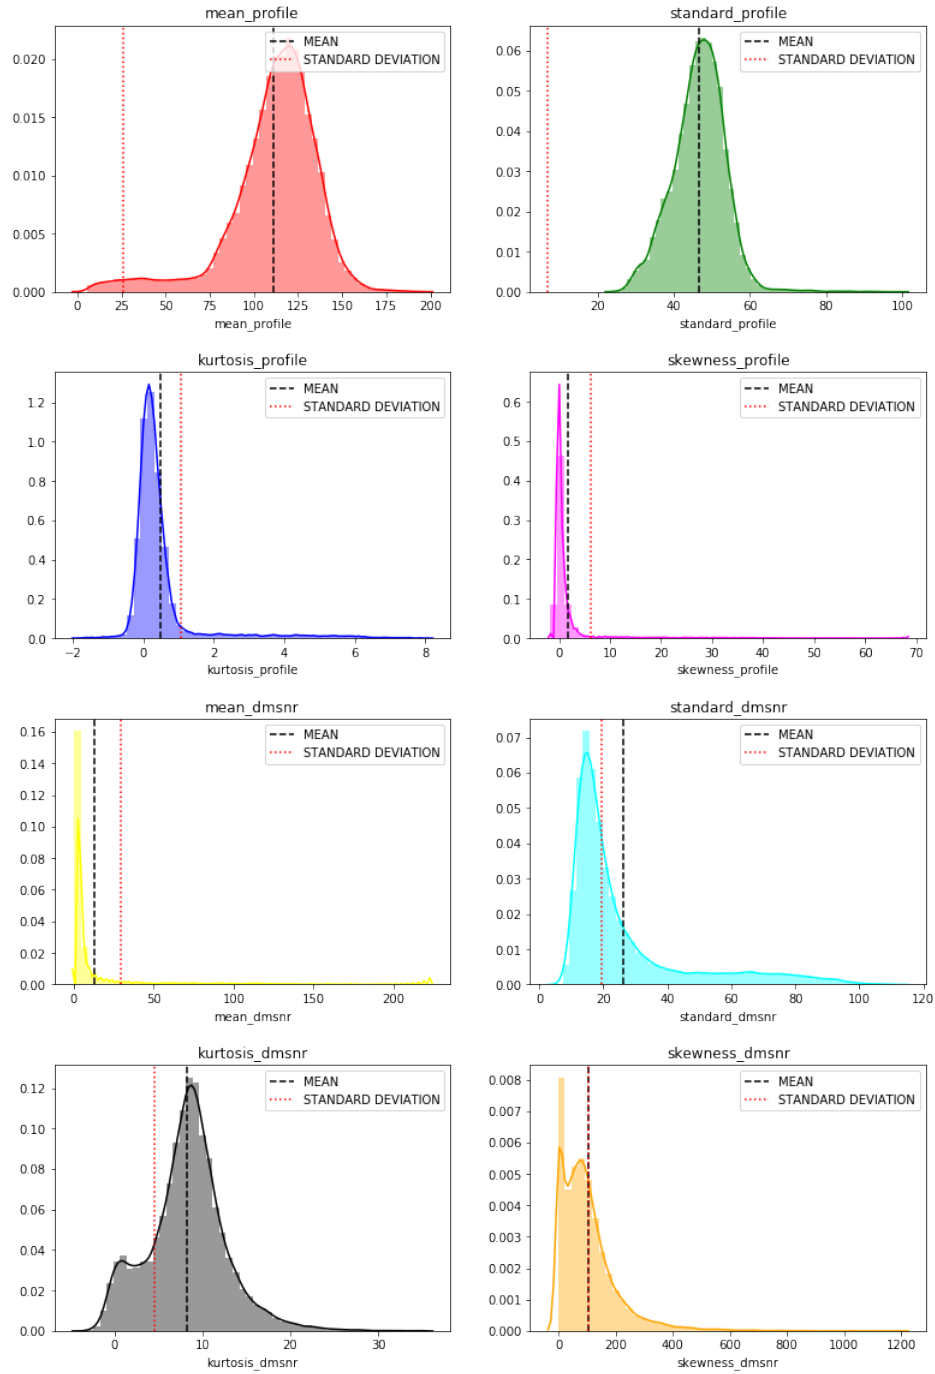 mean_profile
MEAN
STANDARD DEVIATION
0.020
0.015
0.010
0.005
0.000
0 25 50 75 100 125 150 175 200
mean_profile
standard_profile
MEAN
STANDARD DEVIATION
0.06
0.05
0.04
0.03
0.02
0.01
0.00
20 40 60 80 100
standard_profile
kurtosis_profile
MEAN
STANDARD DEVIATION
1.2
1.0
0.8
0.6
0.4
0.2
0.0
−2 0 2 4 6 8
kurtosis_profile
skewness_profile
MEAN
STANDARD DEVIATION
0.6
0.5
0.4
0.3
0.2
0.1
0.0
0 10 20 30 40 50 60 70
skewness_profile
mean_dmsnr
MEAN
STANDARD DEVIATION
0.16
0.14
0.12
0.10
0.08
0.06
0.04
0.02
0.00
0 50 100 150 200
mean_dmsnr
standard_dmsnr
MEAN
STANDARD DEVIATION
0.07
0.06
0.05
0.04
0.03
0.02
0.01
0.00
0 20 40 60 80 100 120
standard_dmsnr
kurtosis_dmsnr
MEAN
STANDARD DEVIATION
0.12
0.10
0.08
0.06
0.04
0.02
0.00
0 10 20 30
kurtosis_dmsnr
skewness_dmsnr
MEAN
STANDARD DEVIATION
0.008
0.007
0.006
0.005
0.004
0.003
0.002
0.001
0.000
0 200 400 600 800 1000 1200
skewness_dmsnr